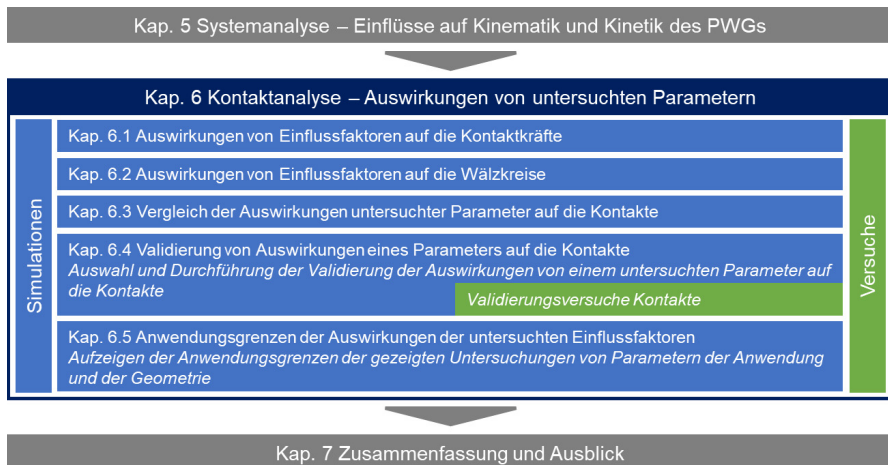 Kap. 5 Systemanalyse – Einflüsse auf Kinematik und Kinetik des PWGs
Kap. 6 Kontaktanalyse – Auswirkungen von untersuchten Parametern
Simulationen
Kap. 6.1 Auswirkungen von Einflussfaktoren auf die Kontaktkräfte
Kap. 6.2 Auswirkungen von Einflussfaktoren auf die Wälzkreise
Kap. 6.3 Vergleich der Auswirkungen untersuchter Parameter auf die Kontakte
Kap. 6.4 Validierung von Auswirkungen eines Parameters auf die Kontakte
Auswahl und Durchführung der Validierung der Auswirkungen von einem untersuchten Parameter auf
die Kontakte
Validierungsversuche Kontakte
Kap. 6.5 Anwendungsgrenzen der Auswirkungen der untersuchten Einflussfaktoren
Aufzeigen der Anwendungsgrenzen der gezeigten Untersuchungen von Parametern der Anwendung
und der Geometrie
Versuche
Kap. 7 Zusammenfassung und Ausblick